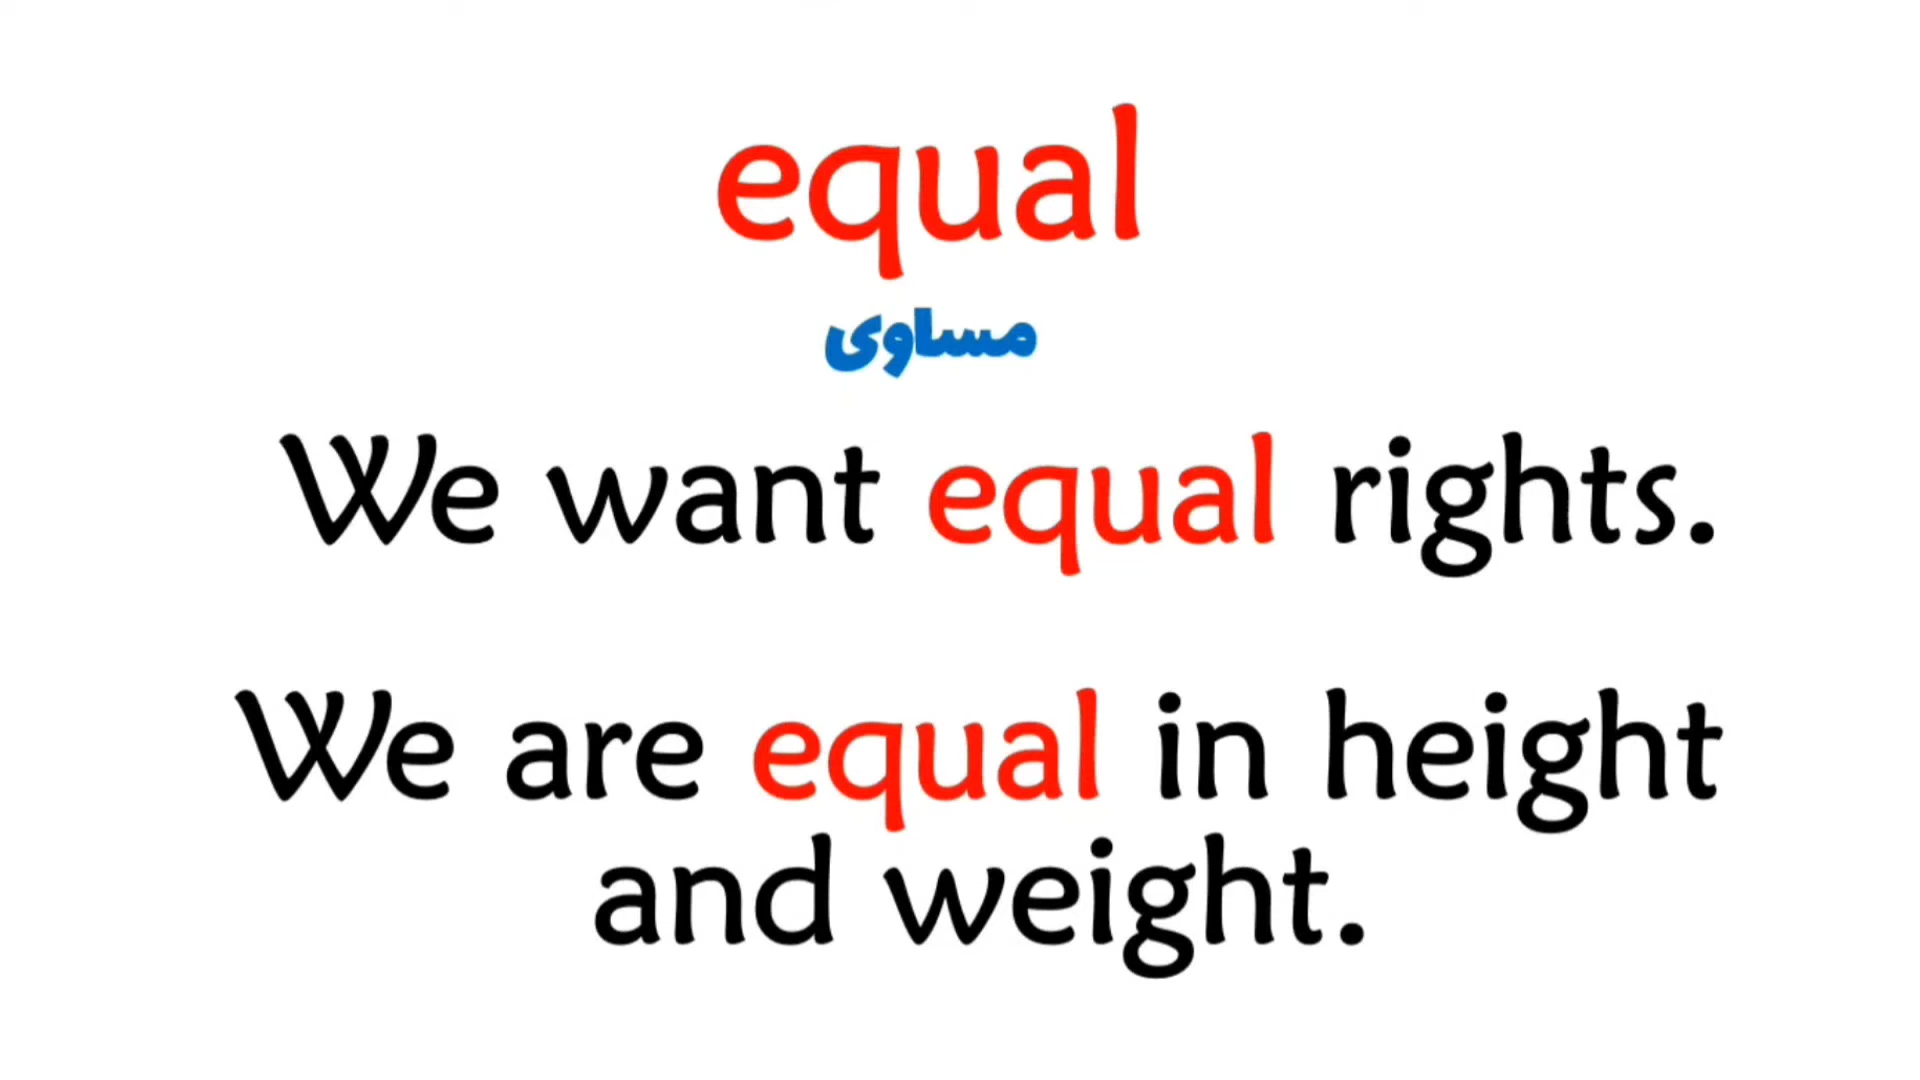 equal
مساوی
We want equal rights.
We are equal in height
and weight.